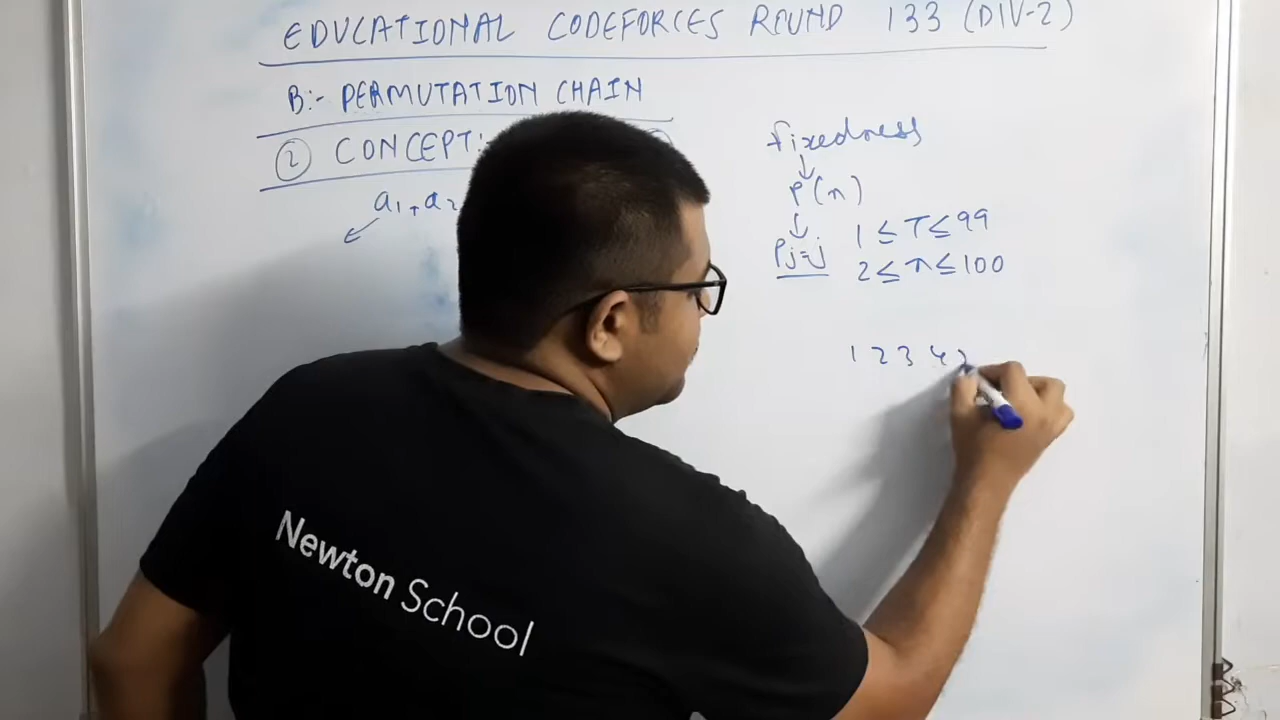 EDUCATIONAL CODEFORCES ROUND 133 (DIV-2)
B:- PERMUTATION CHAIN
② CONCEPT:
a₁, a₂
fixedness
P(n)
Pj=j
1 ≤ T ≤ 99
2 ≤ n ≤ 100
1 2 3 4
Newton School